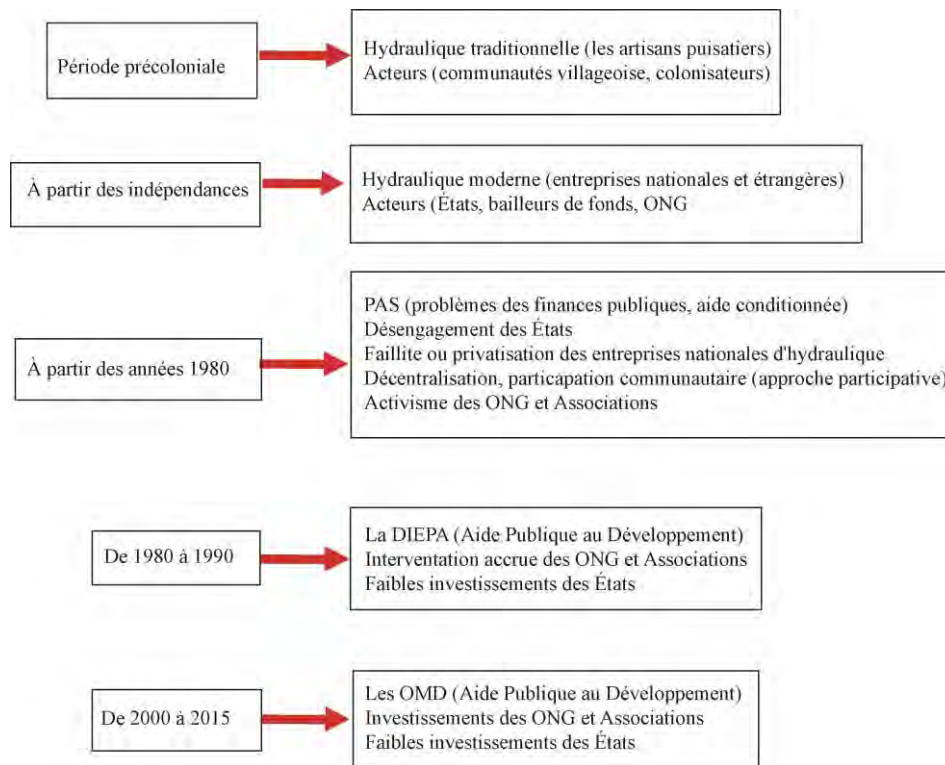 Période précoloniale
Hydraulique traditionnelle (les artisans puisatiers)
Acteurs (communautés villageoise, colonisateurs)
À partir des indépendances
Hydraulique moderne (entreprises nationales et étrangères)
Acteurs (États, bailleurs de fonds, ONG
À partir des années 1980
PAS (problèmes des finances publiques, aide conditionnée)
Désengagement des États
Faillite ou privatisation des entreprises nationales d'hydraulique
Décentralisation, particapation communautaire (approche participative)
Activisme des ONG et Associations
De 1980 à 1990
La DIEPA (Aide Publique au Développement)
Intervention accrue des ONG et Associations
Faibles investissements des États
De 2000 à 2015
Les OMD (Aide Publique au Développement)
Investissements des ONG et Associations
Faibles investissements des États